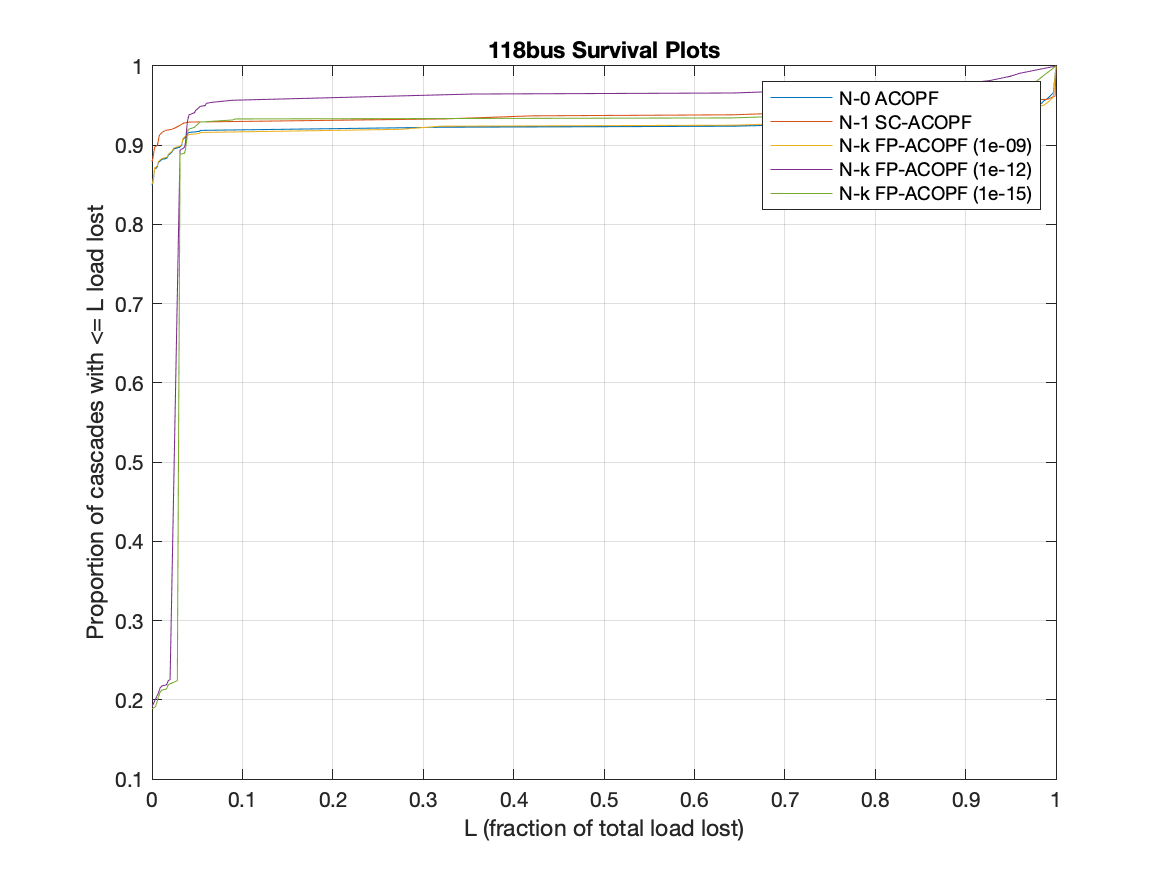 118bus Survival Plots
1
0.9
0.8
0.7
0.6
0.5
0.4
0.3
0.2
0.1
Proportion of cascades with <= L load lost
N-0 ACOPF
N-1 SC-ACOPF
N-k FP-ACOPF (1e-09)
N-k FP-ACOPF (1e-12)
N-k FP-ACOPF (1e-15)
0 0.1 0.2 0.3 0.4 0.5 0.6 0.7 0.8 0.9 1
L (fraction of total load lost)